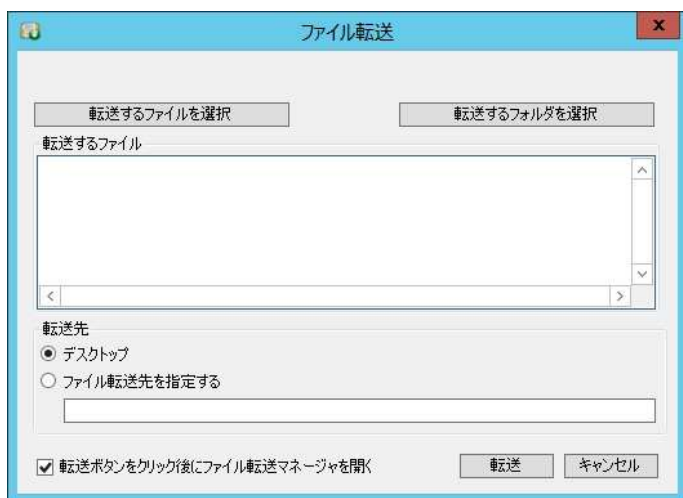 ファイル転送
転送するファイルを選択
転送するフォルダを選択
転送するファイル
転送先
デスクトップ
ファイル転送先を指定する
転送ボタンをクリック後にファイル転送マネージャを開く
転送
キャンセル